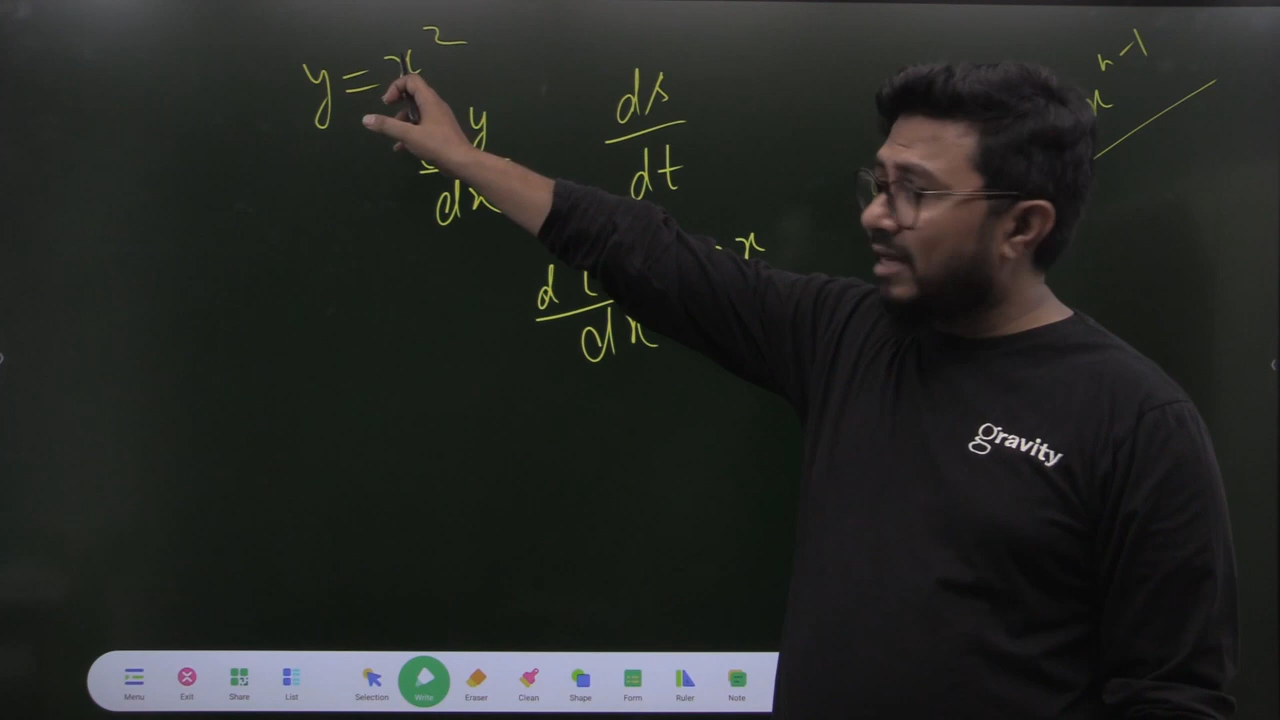 y = x²
y
dx
ds
dt
x^{n-1}
d
dx
x
gravity
Menu Exit Share List Selection Write Eraser Clean Shape Form Ruler Note